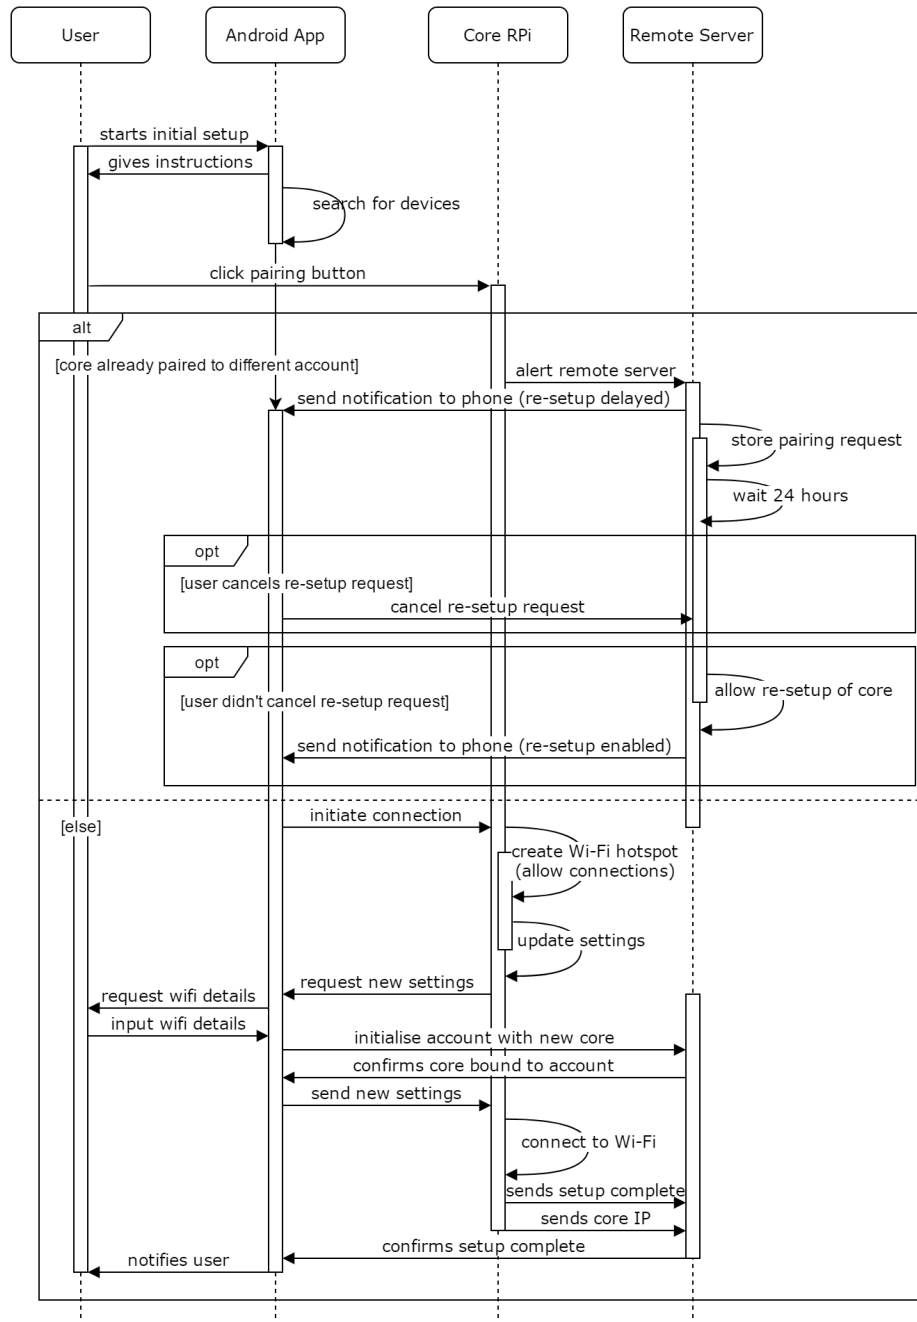 User
Android App
Core RPi
Remote Server
starts initial setup
gives instructions
search for devices
click pairing button
alt
[core already paired to different account]
alert remote server
send notification to phone (re-setup delayed)
store pairing request
wait 24 hours
opt
[user cancels re-setup request]
cancel re-setup request
opt
allow re-setup of core
[user didn't cancel re-setup request]
send notification to phone (re-setup enabled)
initiate connection
[else]
create Wi-Fi hotspot
(allow connections)
update settings
request new settings
request wifi details
input wifi details
initialise account with new core
confirms core bound to account
send new settings
connect to Wi-Fi
sends setup complete
sends core IP
confirms setup complete
notifies user